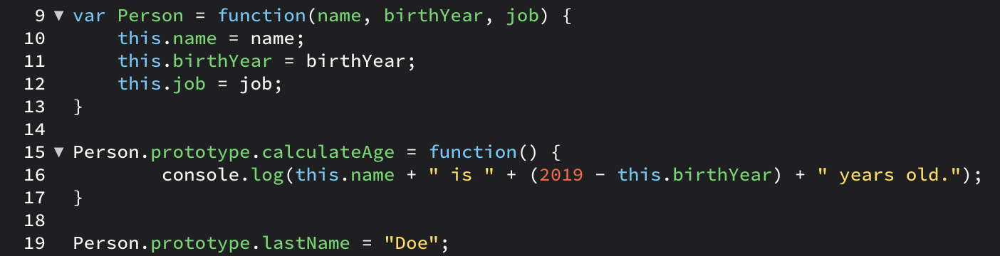 9 ▼ var Person = function(name, birthYear, job) {
10     this.name = name;
11     this.birthYear = birthYear;
12     this.job = job;
13 }
14
15 ▼ Person.prototype.calculateAge = function() {
16         console.log(this.name + " is " + (2019 - this.birthYear) + " years old.");
17 }
18
19 Person.prototype.lastName = "Doe";